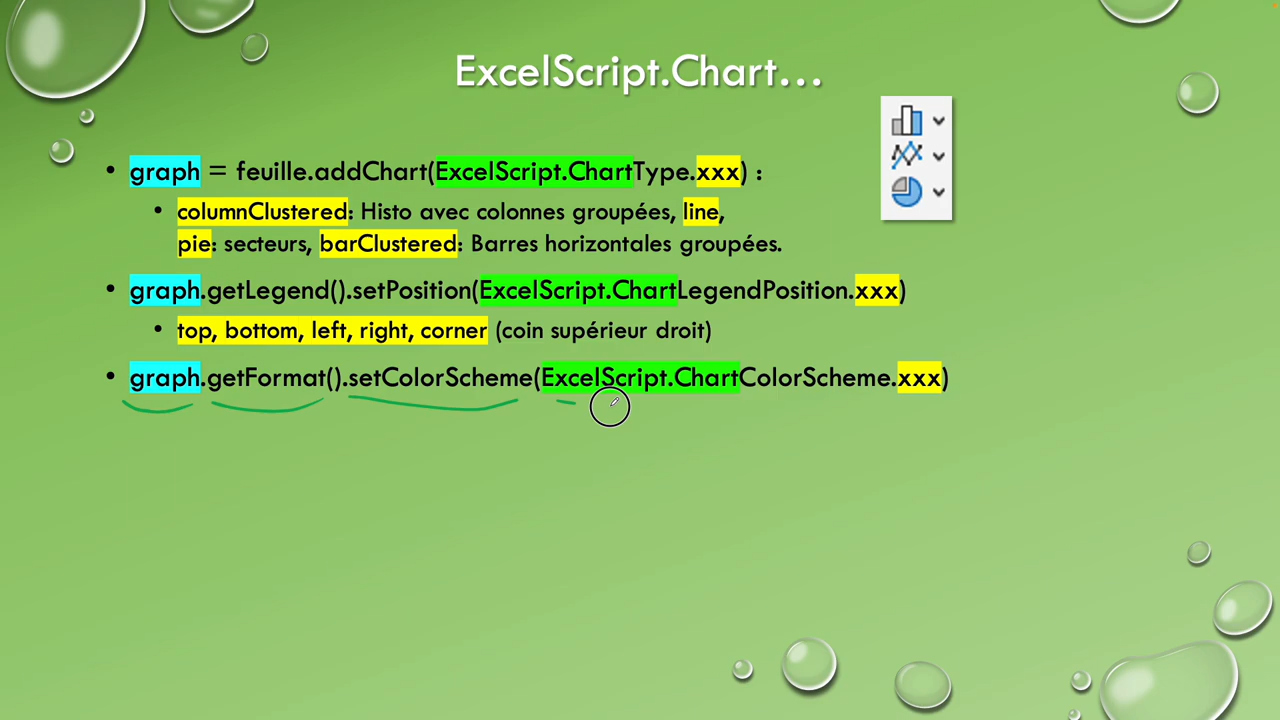 ExcelScript.Chart…
• graph = feuille.addChart(ExcelScript.ChartType.xxx) :
• columnClustered: Histo avec colonnes groupées, line,
pie: secteurs, barClustered: Barres horizontales groupées.
• graph.getLegend().setPosition(ExcelScript.ChartLegendPosition.xxx)
• top, bottom, left, right, corner (coin supérieur droit)
• graph.getFormat().setColorScheme(ExcelScript.ChartColorScheme.xxx)